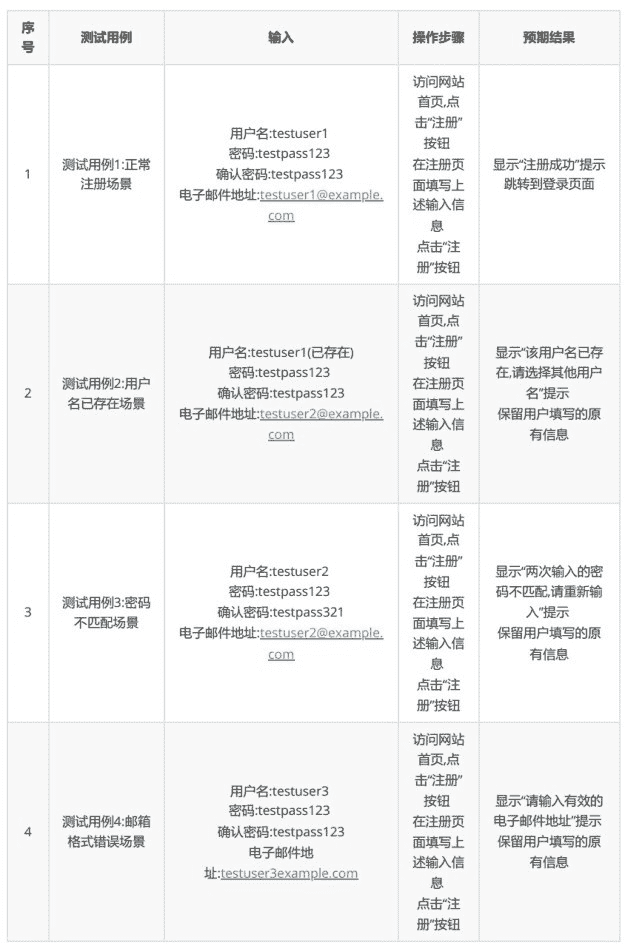 序
号
测试用例
输入
操作步骤
预期结果
1
测试用例1:正常
注册场景
用户名:testuser1
密码:testpass123
确认密码:testpass123
电子邮件地址:testuser1@example.
com
访问网站
首页,点
击“注册”
按钮
在注册页
面填写上
述输入信
息
点击“注
册”按钮
显示“注册成功”提示
跳转到登录页面
2
测试用例2:用户
名已存在场景
用户名:testuser1(已存在)
密码:testpass123
确认密码:testpass123
电子邮件地址:testuser2@example.
com
访问网站
首页,点
击“注册”
按钮
在注册页
面填写上
述输入信
息
点击“注
册”按钮
显示“该用户名已存
在,请选择其他用户
名”提示
保留用户填写的原
有信息
3
测试用例3:密码
不匹配场景
用户名:testuser2
密码:testpass123
确认密码:testpass321
电子邮件地址:testuser2@example.
com
访问网站
首页,点
击“注册”
按钮
在注册页
面填写上
述输入信
息
点击“注
册”按钮
显示“两次输入的密
码不匹配,请重新输
入”提示
保留用户填写的原
有信息
4
测试用例4:邮箱
格式错误场景
用户名:testuser3
密码:testpass123
确认密码:testpass123
电子邮件地
址:testuser3example.com
访问网站
首页,点
击“注册”
按钮
在注册页
面填写上
述输入信
息
点击“注
册”按钮
显示“请输入有效的
电子邮件地址”提示
保留用户填写的原
有信息